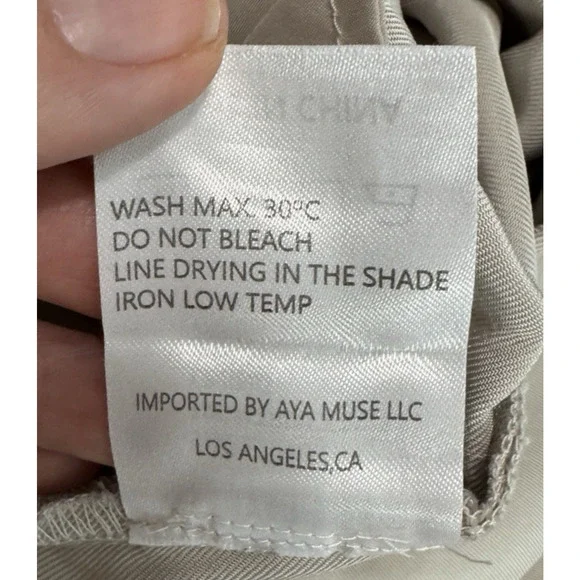 WASH MAX. 30°C
DO NOT BLEACH
LINE DRYING IN THE SHADE
IRON LOW TEMP
IMPORTED BY AYA MUSE LLC
LOS ANGELES,CA